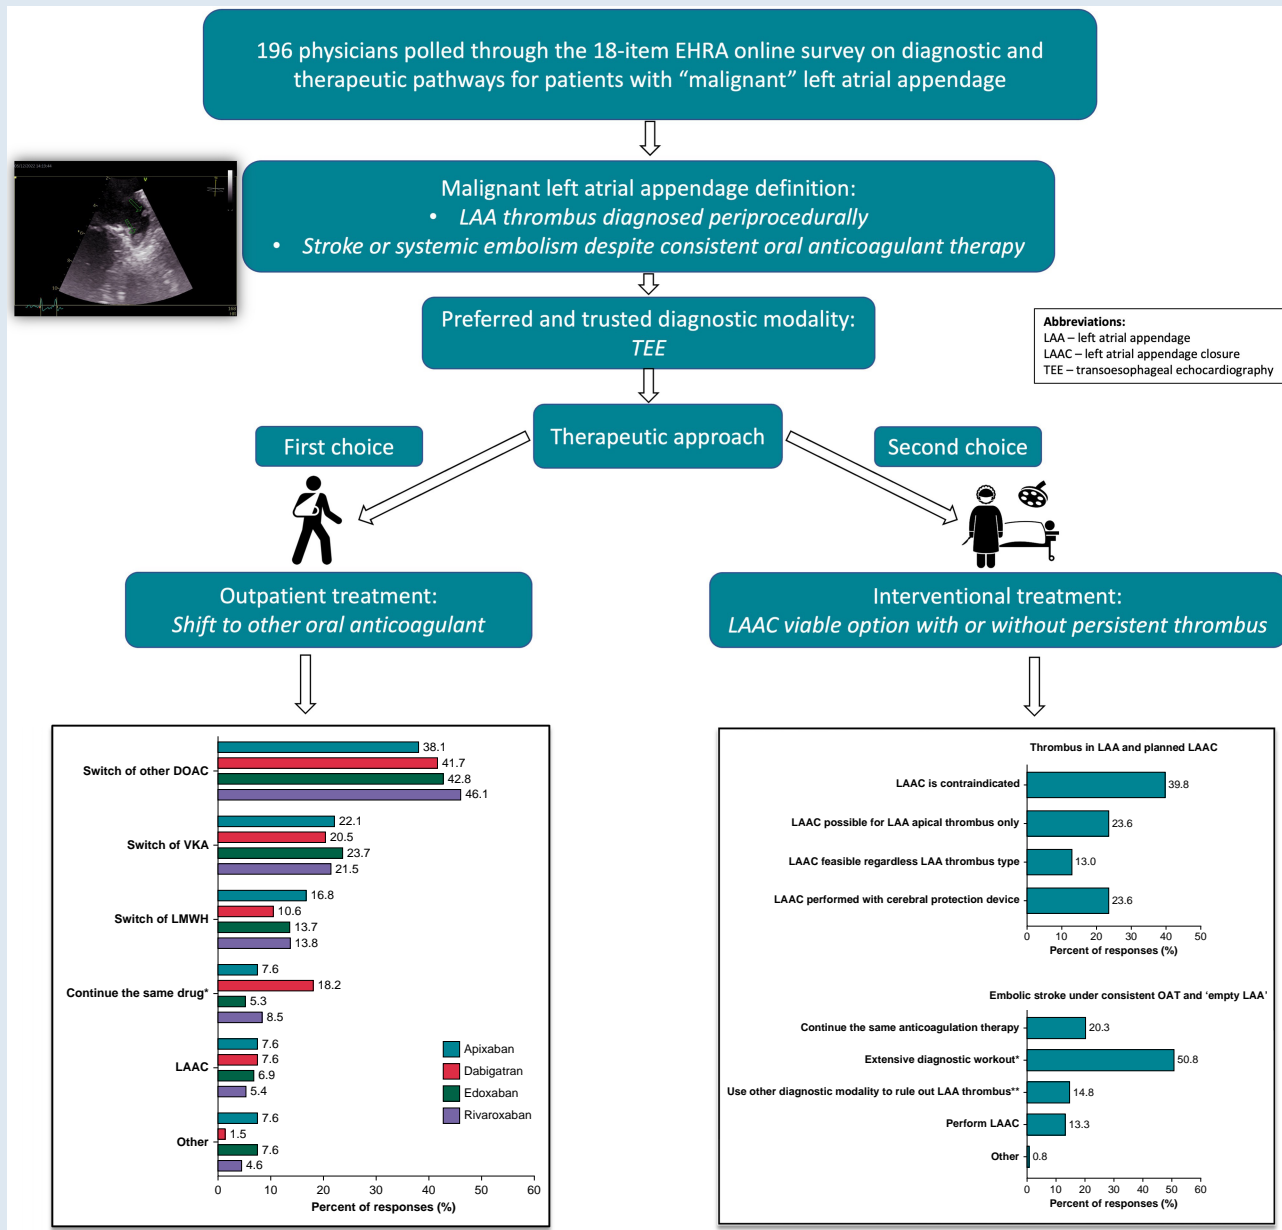 196 physicians polled through the 18-item EHRA online survey on diagnostic and
therapeutic pathways for patients with “malignant” left atrial appendage
Malignant left atrial appendage definition:
• LAA thrombus diagnosed periprocedurally
• Stroke or systemic embolism despite consistent oral anticoagulant therapy
Preferred and trusted diagnostic modality:
TEE
Abbreviations:
LAA – left atrial appendage
LAAC – left atrial appendage closure
TEE – transoesophageal echocardiography
Therapeutic approach
First choice
Second choice
Outpatient treatment:
Shift to other oral anticoagulant
Interventional treatment:
LAAC viable option with or without persistent thrombus
Switch of other DOAC
38.1
41.7
42.8
46.1
Switch of VKA
22.1
20.5
23.7
21.5
Switch of LMWH
16.8
10.6
13.7
13.8
Continue the same drug*
7.6
18.2
5.3
8.5
LAAC
7.6
7.6
6.9
5.4
Other
7.6
1.5
7.6
4.6
Apixaban
Dabigatran
Edoxaban
Rivaroxaban
0 10 20 30 40 50 60
Percent of responses (%)
Thrombus in LAA and planned LAAC
LAAC is contraindicated 39.8
LAAC possible for LAA apical thrombus only 23.6
LAAC feasible regardless LAA thrombus type 13.0
LAAC performed with cerebral protection device 23.6
0 10 20 30 40 50
Percent of responses (%)
Embolic stroke under consistent OAT and ‘empty LAA’
Continue the same anticoagulation therapy 20.3
Extensive diagnostic workout* 50.8
Use other diagnostic modality to rule out LAA thrombus** 14.8
Perform LAAC 13.3
Other 0.8
0 10 20 30 40 50 60
Percent of responses (%)